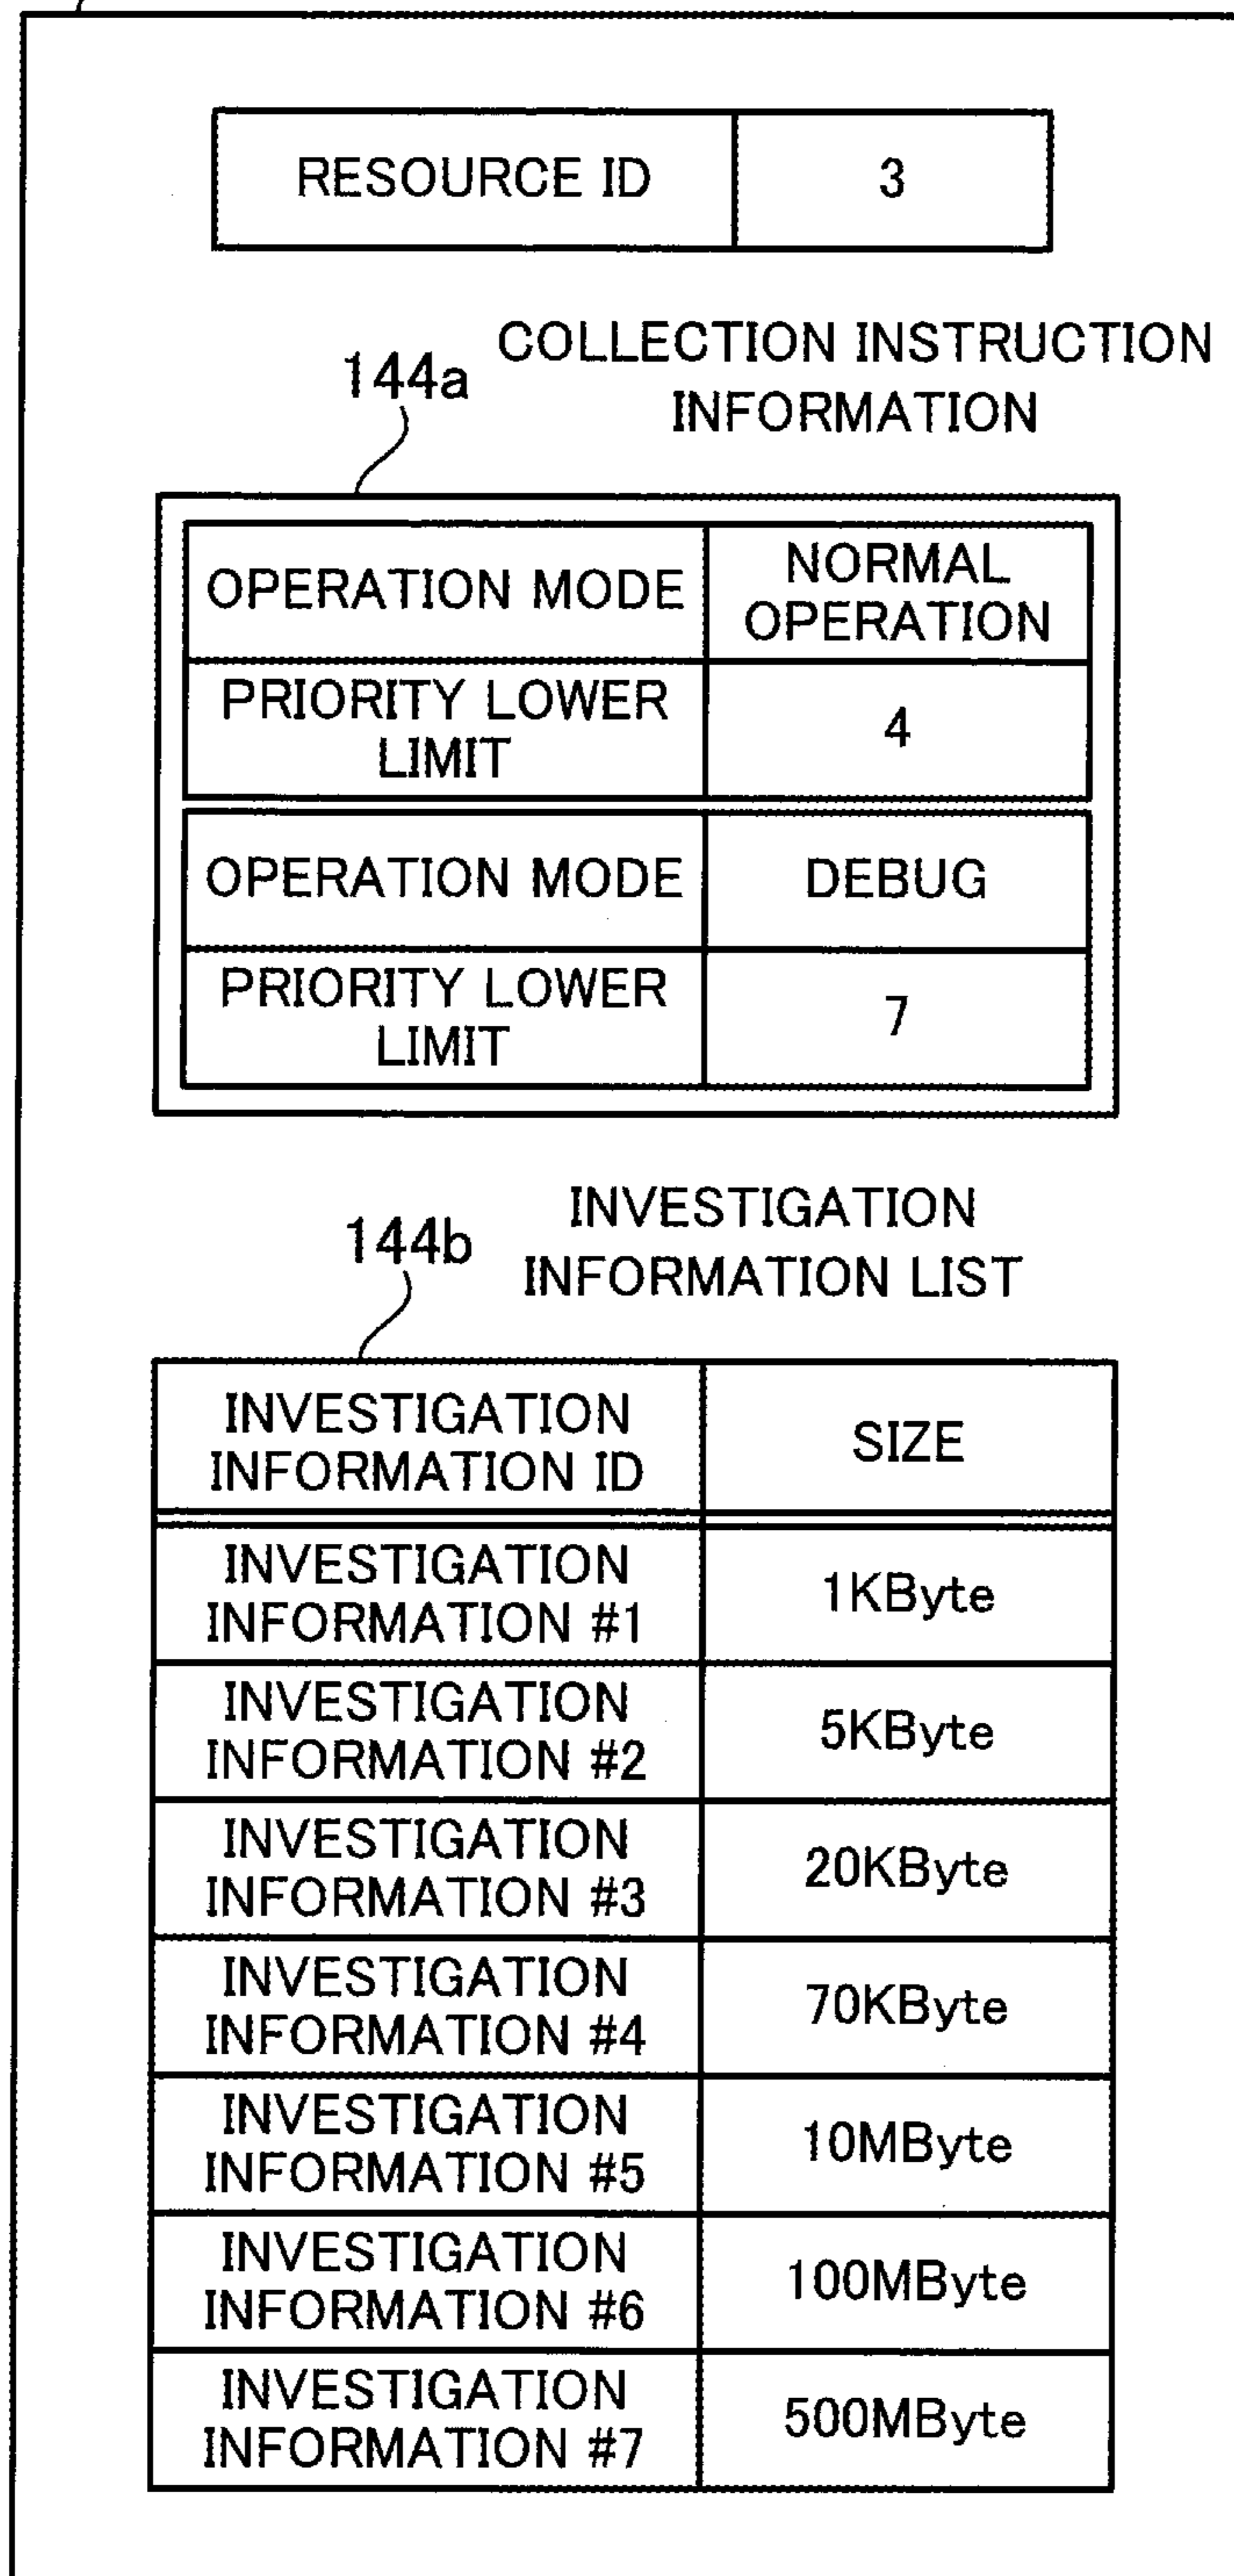 RESOURCE ID 3
COLLECTION INSTRUCTION
INFORMATION
144a
OPERATION MODE
NORMAL
OPERATION
PRIORITY LOWER
LIMIT
4
OPERATION MODE
DEBUG
PRIORITY LOWER
LIMIT
7
INVESTIGATION
INFORMATION LIST
144b
INVESTIGATION
INFORMATION ID
SIZE
INVESTIGATION
INFORMATION #1
1KByte
INVESTIGATION
INFORMATION #2
5KByte
INVESTIGATION
INFORMATION #3
20KByte
INVESTIGATION
INFORMATION #4
70KByte
INVESTIGATION
INFORMATION #5
10MByte
INVESTIGATION
INFORMATION #6
100MByte
INVESTIGATION
INFORMATION #7
500MByte